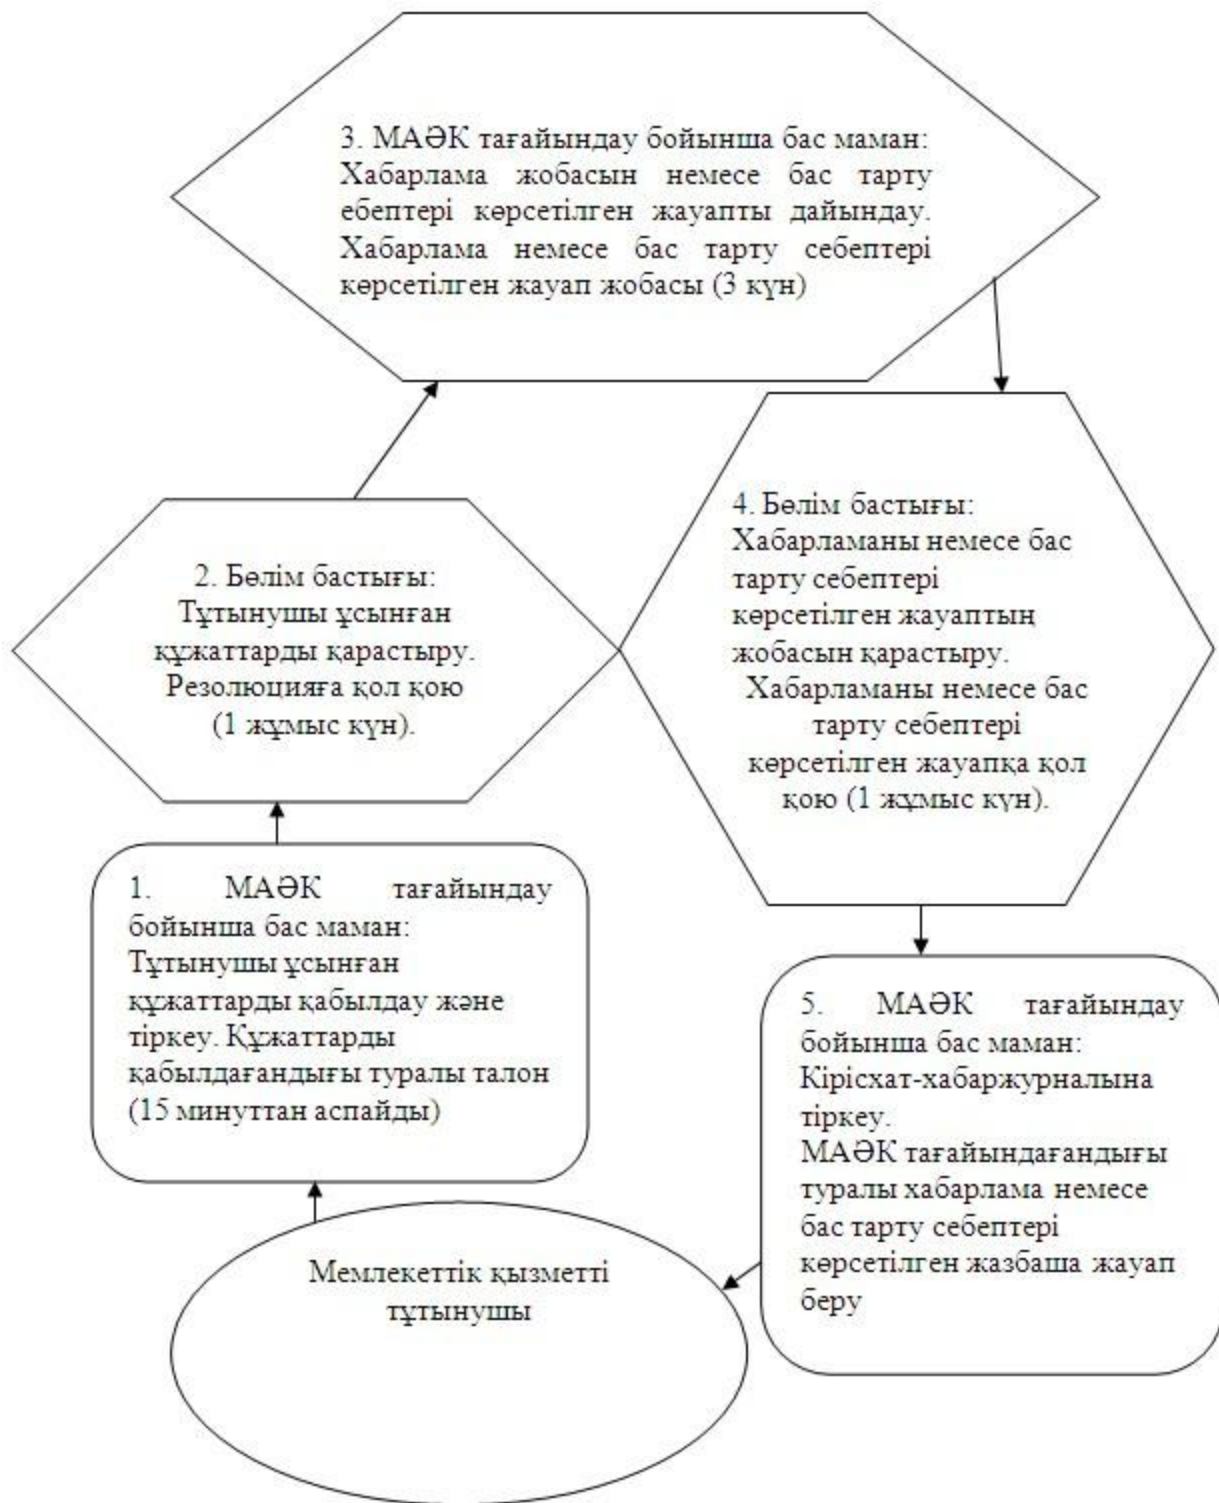 3. МАӘК тағайындау бойынша бас маман:
Хабарлама жобасын немесе бас тарту
ебептері көрсетілген жауапты дайындау.
Хабарлама немесе бас тарту себептері
көрсетілген жауап жобасы (3 күн)
4. Бөлім бастығы:
Хабарламаны немесе бас
тарту себептері
көрсетілген жауаптың
жобасын қарастыру.
Хабарламаны немесе бас
тарту себептері
көрсетілген жауапқа қол
қою (1 жұмыс күн).
2. Бөлім бастығы:
Тұтынушы ұсынған
құжаттарды қарастыру.
Резолюцияға қол қою
(1 жұмыс күн).
1. МАӘК тағайындау
бойынша бас маман:
Тұтынушы ұсынған
құжаттарды қабылдау және
тіркеу. Құжаттарды
қабылдағандығы туралы талон
(15 минуттан аспайды)
5. МАӘК тағайындау
бойынша бас маман:
Кірісхат-хабаржурналына
тіркеу.
МАӘК тағайындағандығы
туралы хабарлама немесе
бас тарту себептері
көрсетілген жазбаша жауап
беру
Мемлекеттік қызметті
тұтынушы